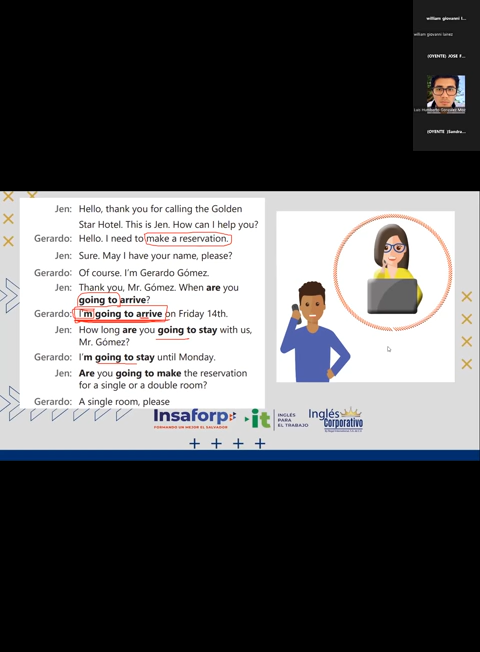 william giovanni l...
william giovanni lainez
(OYENTE) JOSE F...
(OYENTE) )Sandra...
Jen: Hello, thank you for calling the Golden
Star Hotel. This is Jen. How can I help you?
Gerardo: Hello. I need to make a reservation.
Jen: Sure. May I have your name, please?
Gerardo: Of course. I'm Gerardo Gómez.
Jen: Thank you, Mr. Gómez. When are you
going to arrive?
Gerardo: I'm going to arrive on Friday 14th.
Jen: How long are you going to stay with us,
Mr. Gómez?
Gerardo: I'm going to stay until Monday.
Jen: Are you going to make the reservation
for a single or a double room?
Gerardo: A single room, please
Insaforp
FORMANDO UN MEJOR EL SALVADOR
it
INGLÉS
PARA
EL TRABAJO
Inglés
Corporativo